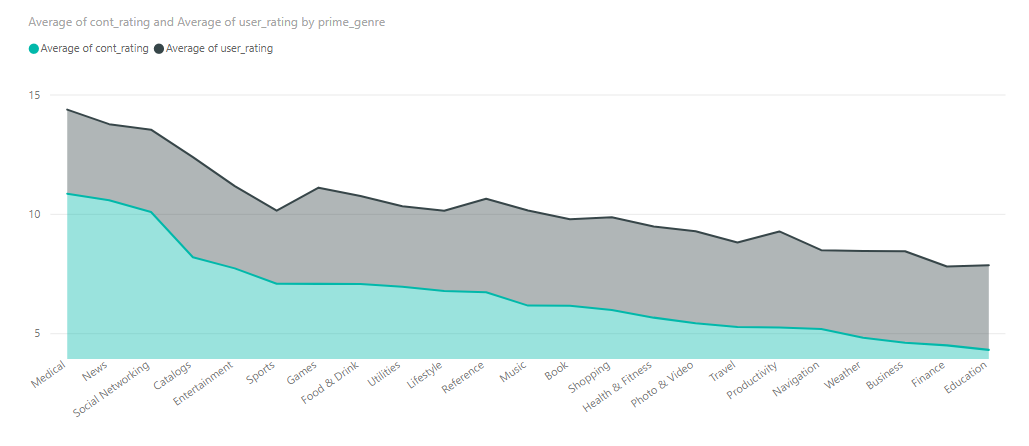 Average of cont_rating and Average of user_rating by prime_genre
Average of cont_rating Average of user_rating
15
10
5
Medical
News
Social Networking
Catalogs
Entertainment
Sports
Games
Food & Drink
Utilities
Lifestyle
Reference
Music
Book
Shopping
Health & Fitness
Photo & Video
Travel
Productivity
Navigation
Weather
Business
Finance
Education